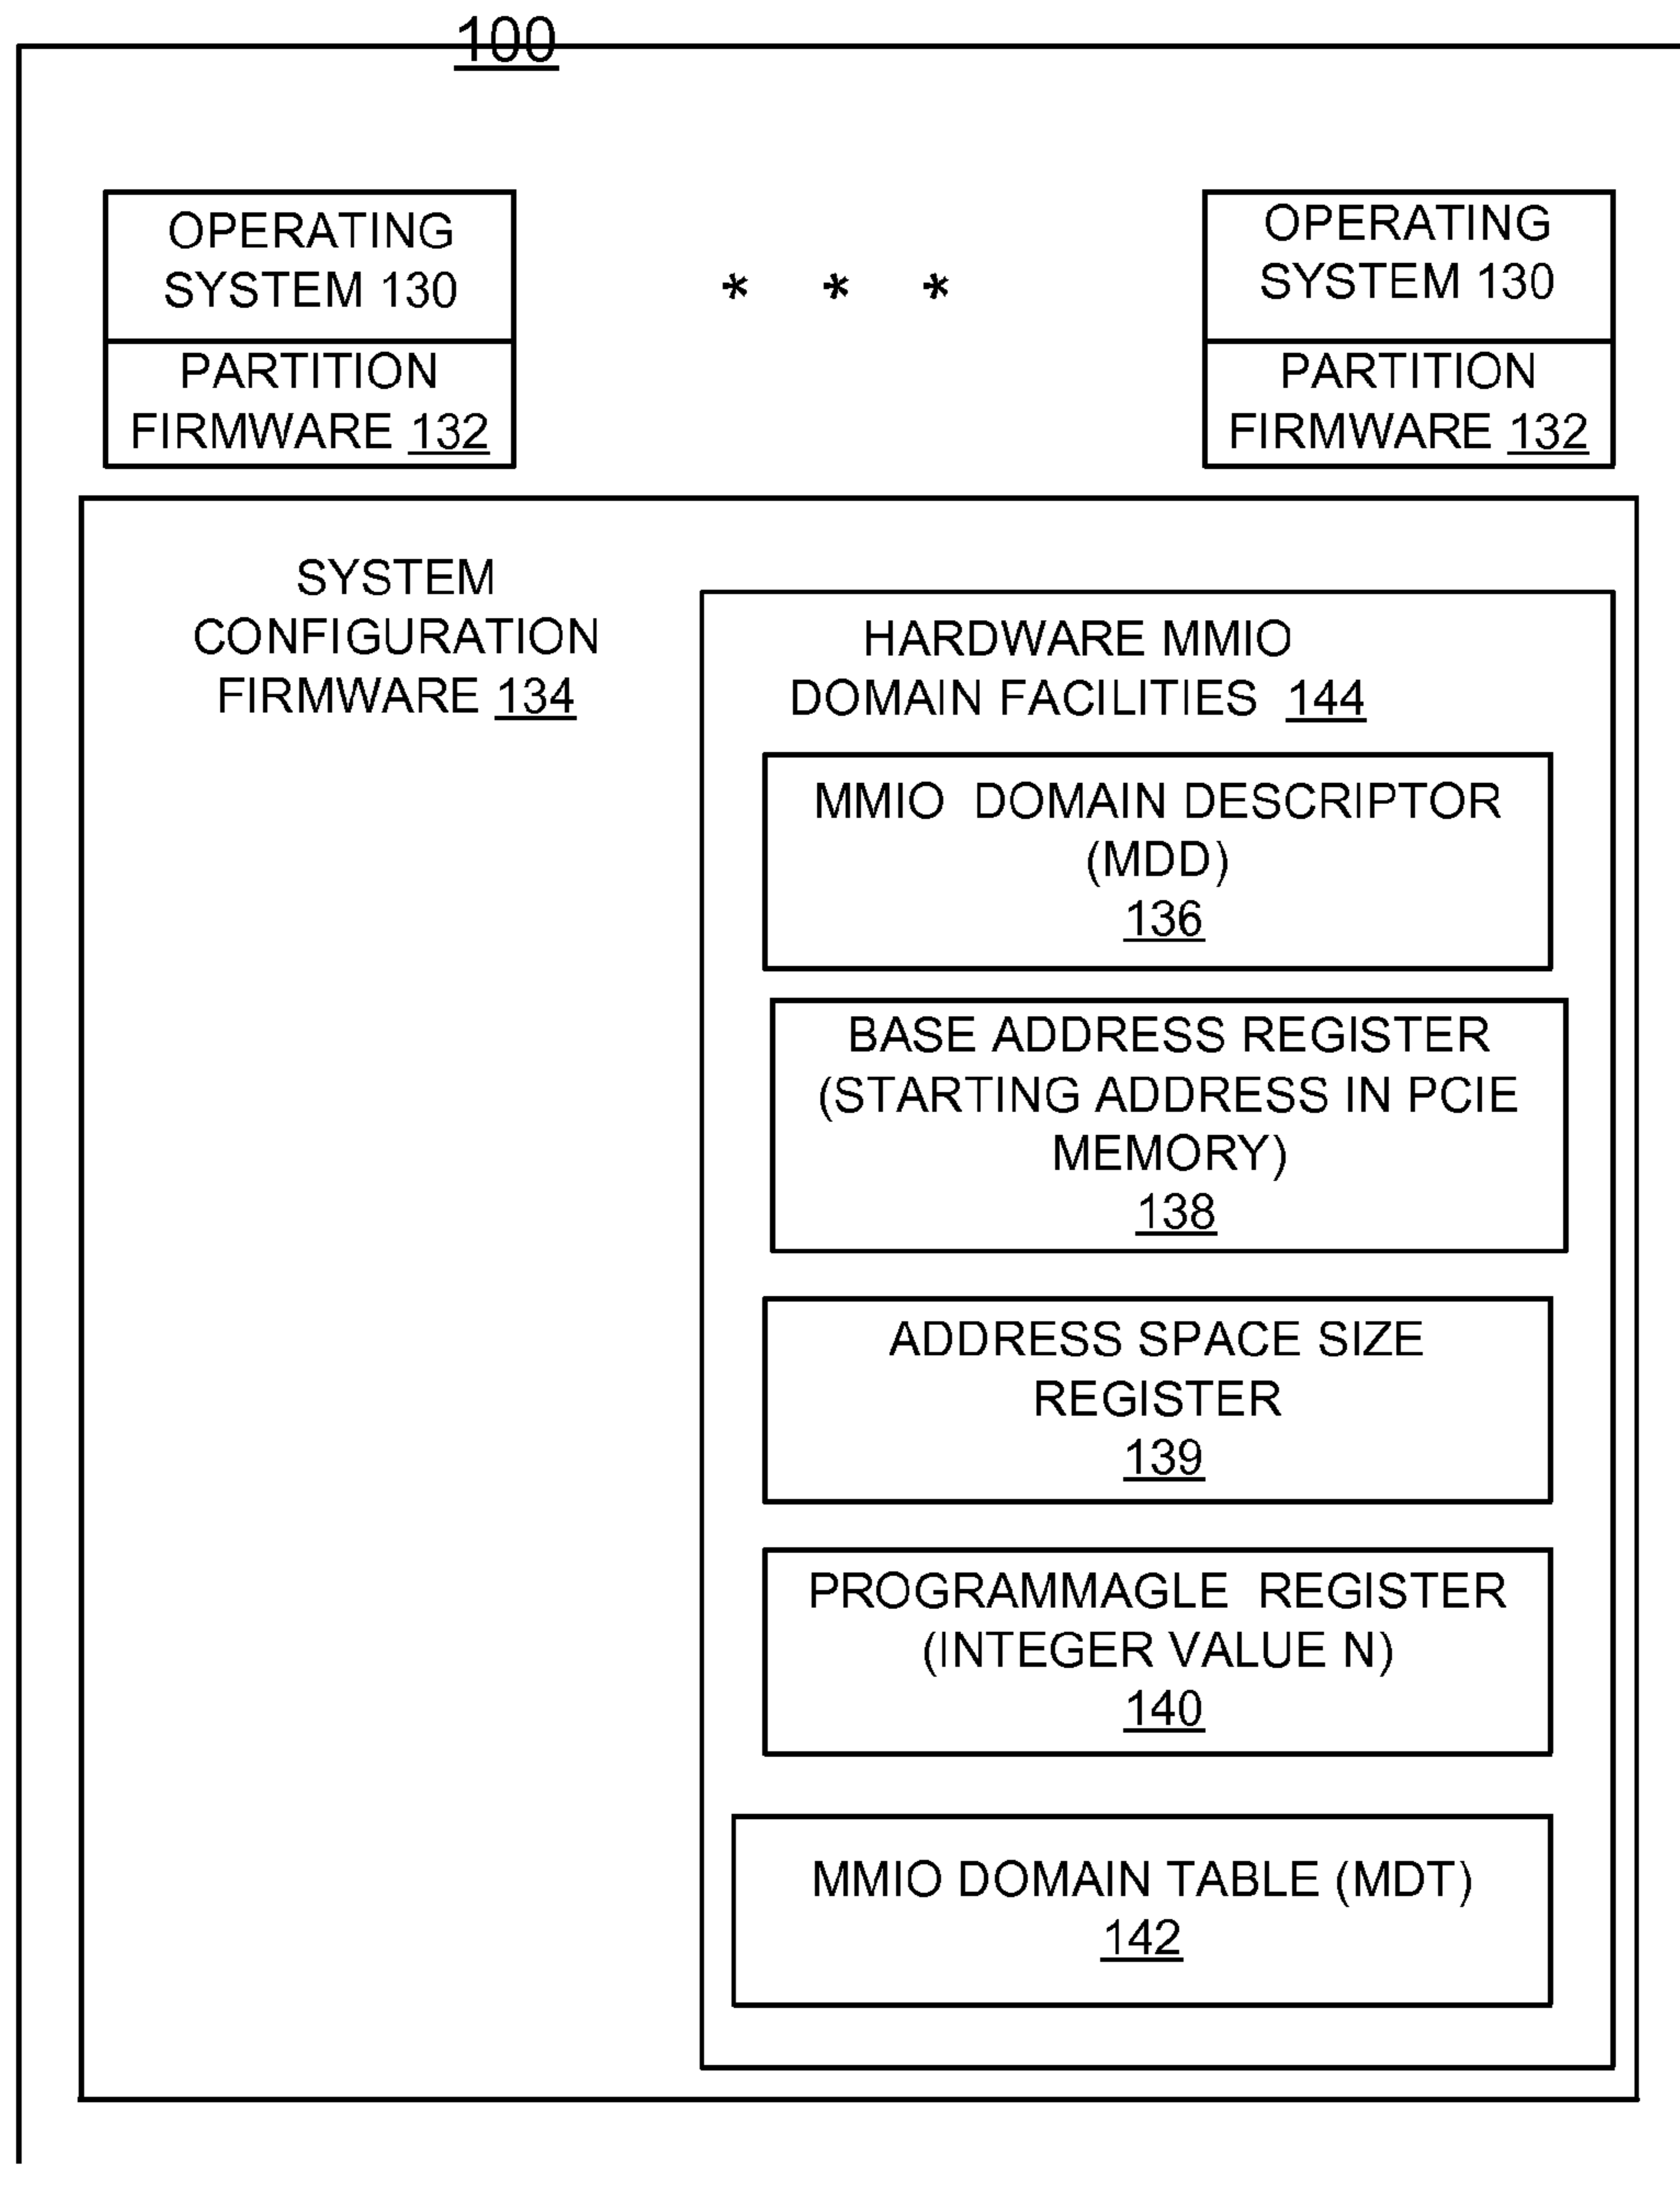 100
OPERATING
SYSTEM 130
PARTITION
FIRMWARE 132
* * *
OPERATING
SYSTEM 130
PARTITION
FIRMWARE 132
SYSTEM
CONFIGURATION
FIRMWARE 134
HARDWARE MMIO
DOMAIN FACILITIES 144
MMIO DOMAIN DESCRIPTOR
(MDD)
136
BASE ADDRESS REGISTER
(STARTING ADDRESS IN PCIE
MEMORY)
138
ADDRESS SPACE SIZE
REGISTER
139
PROGRAMMAGLE REGISTER
(INTEGER VALUE N)
140
MMIO DOMAIN TABLE (MDT)
142